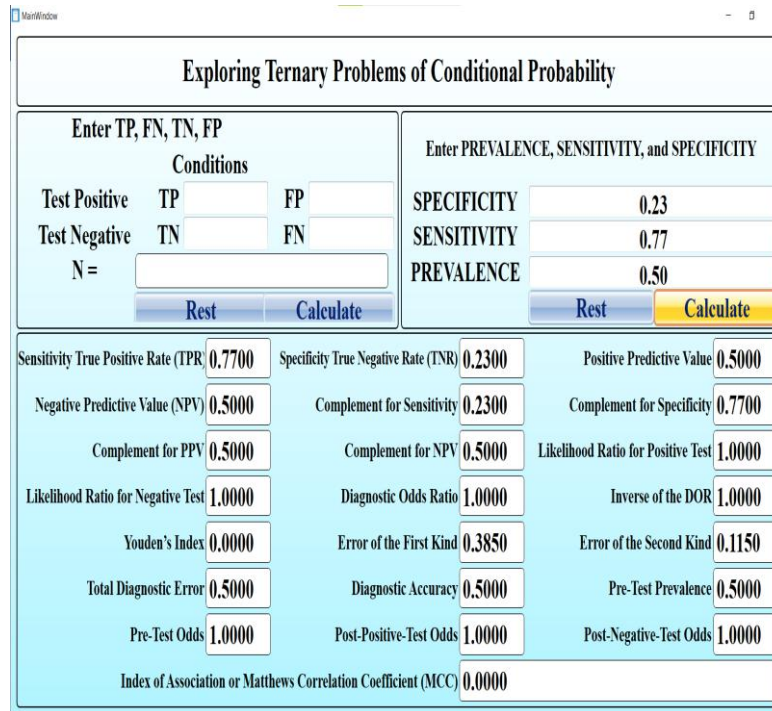 MainWindow
Exploring Ternary Problems of Conditional Probability
Enter TP, FN, TN, FP
Conditions
Test Positive TP FP
Test Negative TN FN
N =
Rest Calculate
Enter PREVALENCE, SENSITIVITY, and SPECIFICITY
SPECIFICITY 0.23
SENSITIVITY 0.77
PREVALENCE 0.50
Rest Calculate
Sensitivity True Positive Rate (TPR) 0.7700 Specificity True Negative Rate (TNR) 0.2300 Positive Predictive Value 0.5000
Negative Predictive Value (NPV) 0.5000 Complement for Sensitivity 0.2300 Complement for Specificity 0.7700
Complement for PPV 0.5000 Complement for NPV 0.5000 Likelihood Ratio for Positive Test 1.0000
Likelihood Ratio for Negative Test 1.0000 Diagnostic Odds Ratio 1.0000 Inverse of the DOR 1.0000
Youden's Index 0.0000 Error of the First Kind 0.3850 Error of the Second Kind 0.1150
Total Diagnostic Error 0.5000 Diagnostic Accuracy 0.5000 Pre-Test Prevalence 0.5000
Pre-Test Odds 1.0000 Post-Positive-Test Odds 1.0000 Post-Negative-Test Odds 1.0000
Index of Association or Matthews Correlation Coefficient (MCC) 0.0000